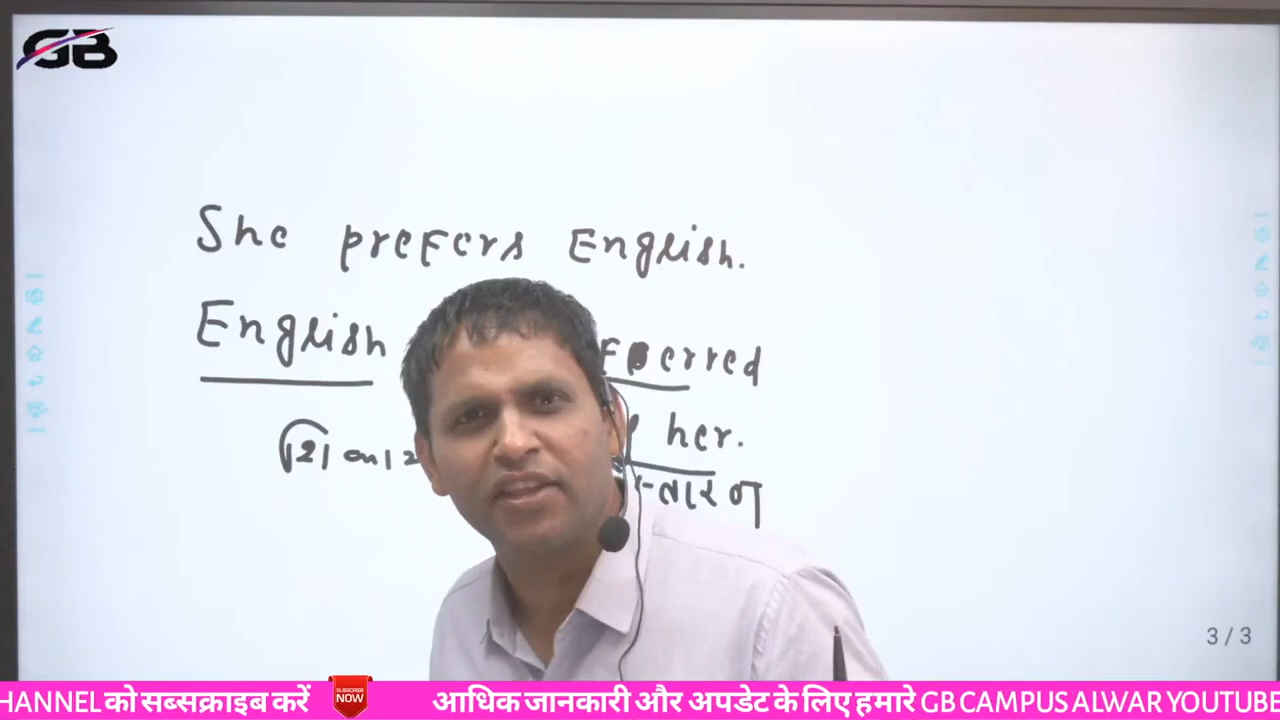 GB
She prefers English.
English
her.
3 / 3
HANNEL को सब्सक्राइब करें SUBSCRIBE NOW आधिक जानकारी और अपडेट के लिए हमारे GB CAMPUS ALWAR YOUTUBE